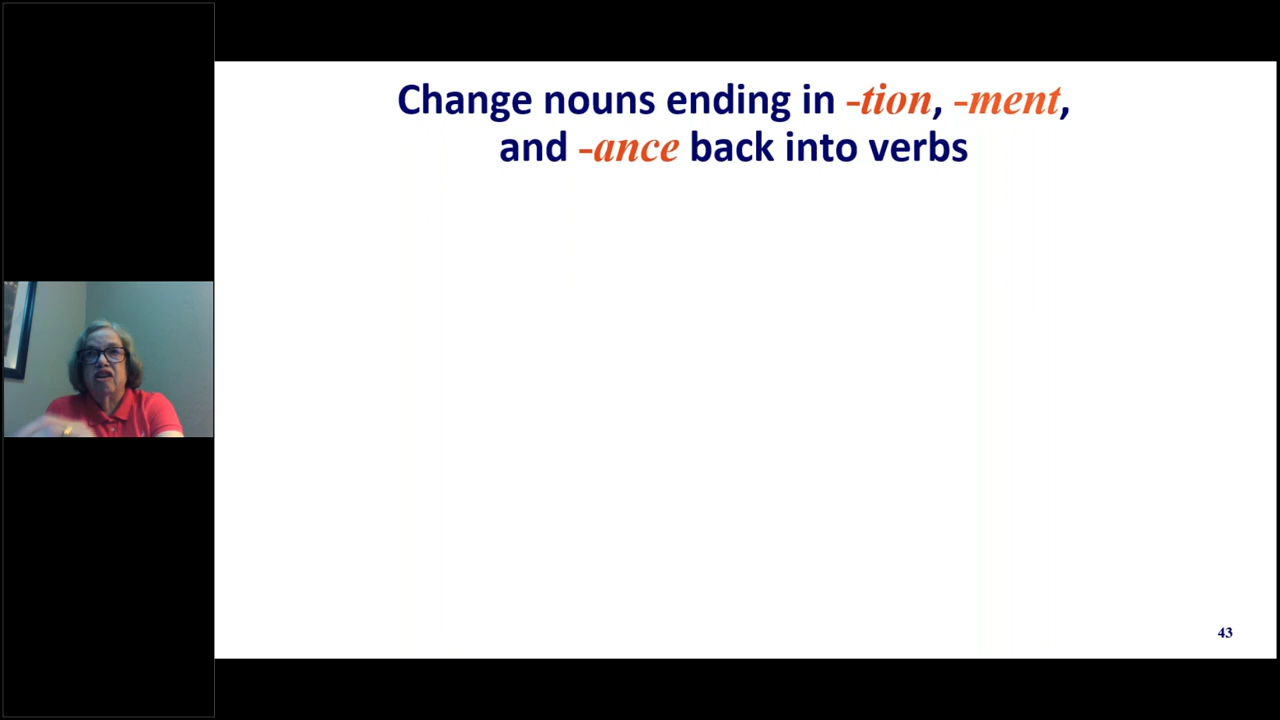 Change nouns ending in -tion, -ment,
and -ance back into verbs
43